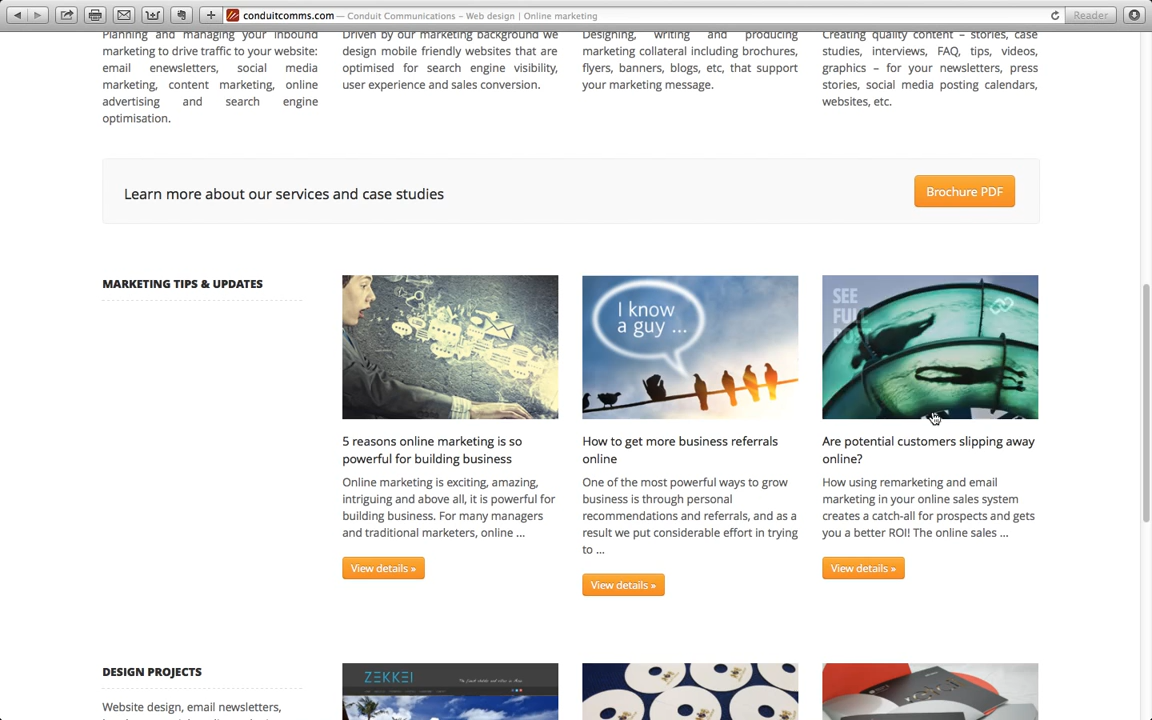 conduitcomms.com — Conduit Communications – Web design | Online marketing
Reader
Planning and managing your inbound
marketing to drive traffic to your website:
email enewsletters, social media
marketing, content marketing, online
advertising and search engine
optimisation.
Driven by our marketing background we
design mobile friendly websites that are
optimised for search engine visibility,
user experience and sales conversion.
Designing, writing and producing
marketing collateral including brochures,
flyers, banners, blogs, etc, that support
your marketing message.
Creating quality content – stories, case
studies, interviews, FAQ, tips, videos,
graphics – for your newsletters, press
stories, social media posting calendars,
websites, etc.
Learn more about our services and case studies
Brochure PDF
MARKETING TIPS & UPDATES
5 reasons online marketing is so
powerful for building business
Online marketing is exciting, amazing,
intriguing and above all, it is powerful for
building business. For many managers
and traditional marketers, online ...
View details »
I know
a guy ...
How to get more business referrals
online
One of the most powerful ways to grow
business is through personal
recommendations and referrals, and as a
result we put considerable effort in trying
to ...
View details »
SEE
FULL
POST
Are potential customers slipping away
online?
How using remarketing and email
marketing in your online sales system
creates a catch-all for prospects and gets
you a better ROI! The online sales ...
View details »
DESIGN PROJECTS
Website design, email newsletters,
ZEKKEI